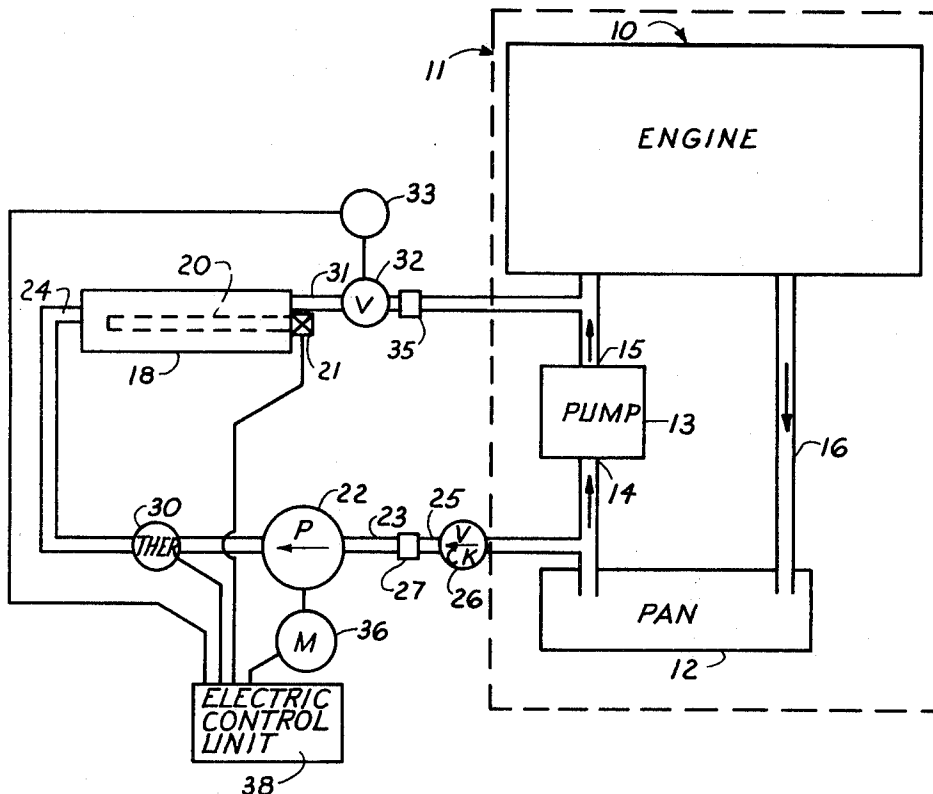 10
11
ENGINE
33
20
31
32
24
V
18
21
35
15
PUMP
13
14
16
30
22
23
25
THER
P
V
CK
27
26
M
36
PAN
12
ELECTRIC
CONTROL
UNIT
38